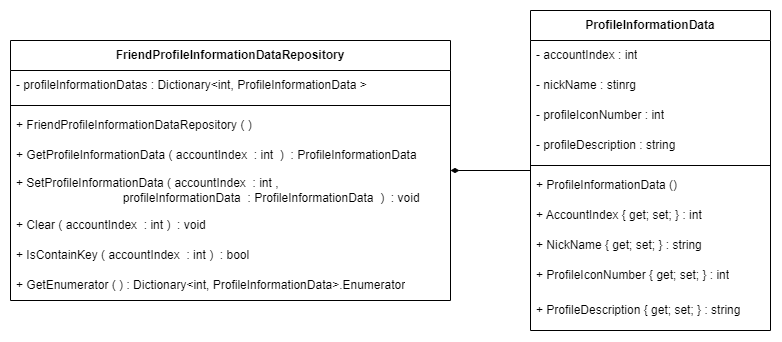 FriendProfileInformationDataRepository
- profileInformationDatas : Dictionary<int, ProfileInformationData >
+ FriendProfileInformationDataRepository ( )
+ GetProfileInformationData ( accountIndex : int ) : ProfileInformationData
+ SetProfileInformationData ( accountIndex : int ,
profileInformationData : ProfileInformationData ) : void
+ Clear ( accountIndex : int ) : void
+ IsContainKey ( accountIndex : int ) : bool
+ GetEnumerator ( ) : Dictionary<int, ProfileInformationData>.Enumerator
ProfileInformationData
- accountIndex : int
- nickName : stinrg
- profileIconNumber : int
- profileDescription : string
+ ProfileInformationData ()
+ AccountIndex { get; set; } : int
+ NickName { get; set; } : string
+ ProfileIconNumber { get; set; } : int
+ ProfileDescription { get; set; } : string